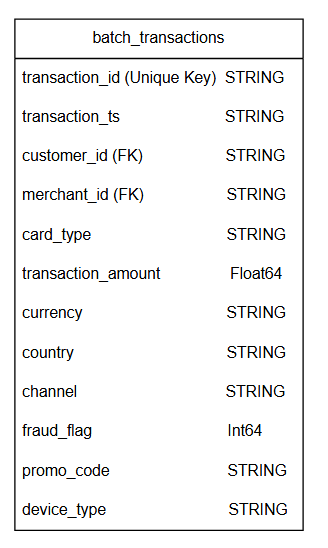 batch_transactions
transaction_id (Unique Key) STRING
transaction_ts STRING
customer_id (FK) STRING
merchant_id (FK) STRING
card_type STRING
transaction_amount Float64
currency STRING
country STRING
channel STRING
fraud_flag Int64
promo_code STRING
device_type STRING